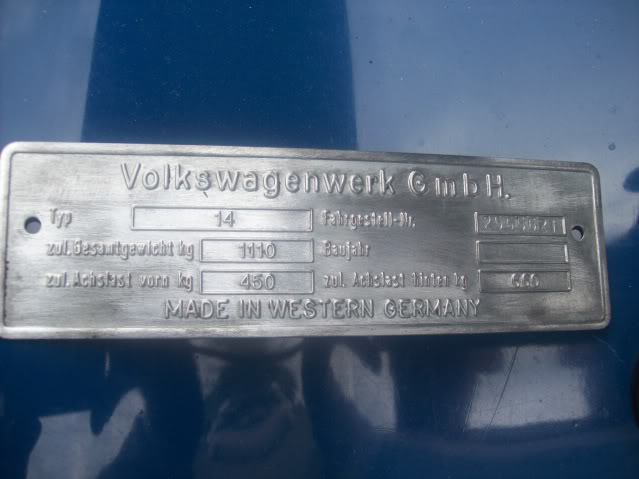 Volkswagenwerk GmbH.
Typ 14 Fahrgestell-Nr.
zul. Gesamtgewicht kg 1110 Baujahr
zul. Achslast vorn kg 450 zul. Achslast hinten kg 660
MADE IN WESTERN GERMANY